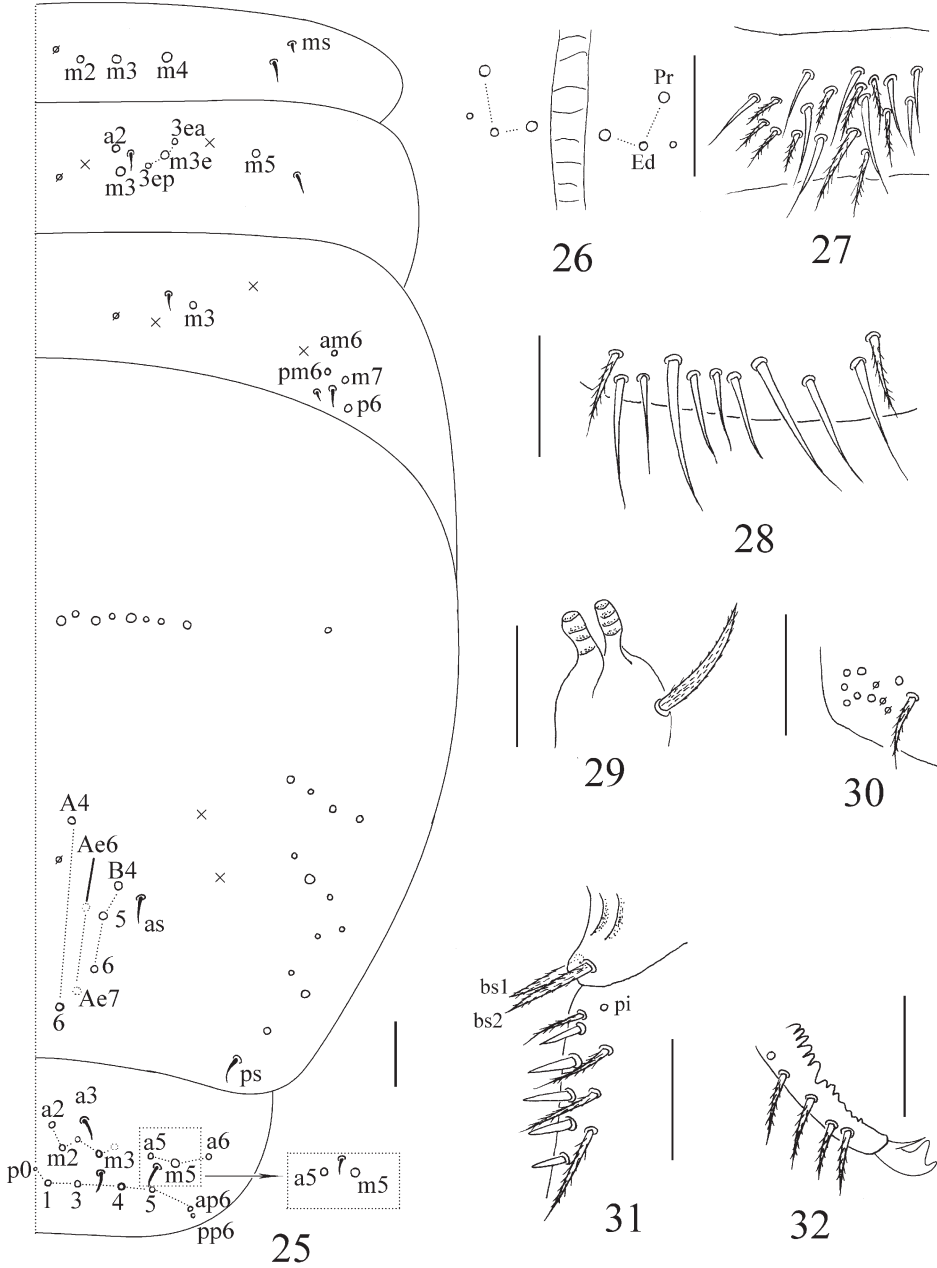 ms
m2 m3 m4
a2 3ea
m3 3ep m3e m5
m3
am6
pm6 m7
p6
A4
Ae6
B4
5 as
6
Ae7
6
ps
a2 a3
m2 m3 a5 m5 a6
p0
1 3 4 5 ap6
pp6
a5 m5
25
Pr
Ed
26
27
28
29
30
bs1
bs2
pi
31
32